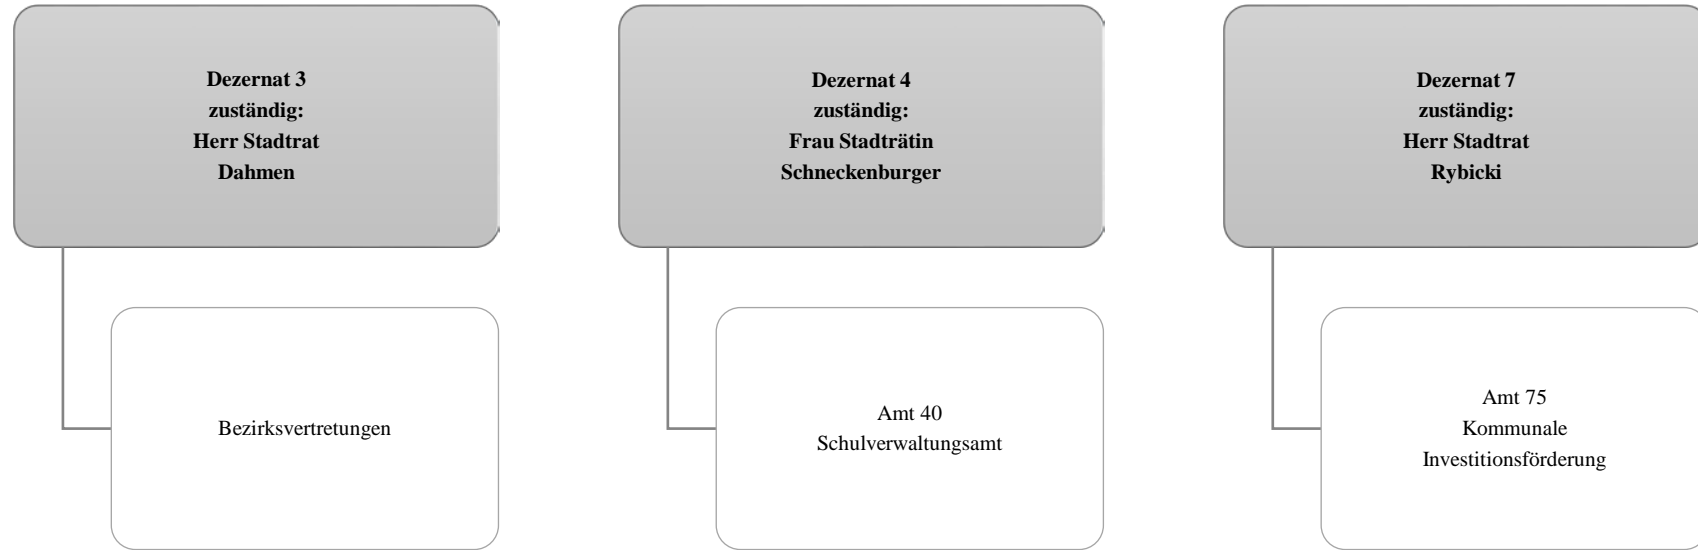 Dezernat 3
zuständig:
Herr Stadtrat
Dahmen
Bezirksvertretungen
Dezernat 4
zuständig:
Frau Stadträtin
Schneckenburger
Amt 40
Schulverwaltungsamt
Dezernat 7
zuständig:
Herr Stadtrat
Rybicki
Amt 75
Kommunale
Investitionsförderung